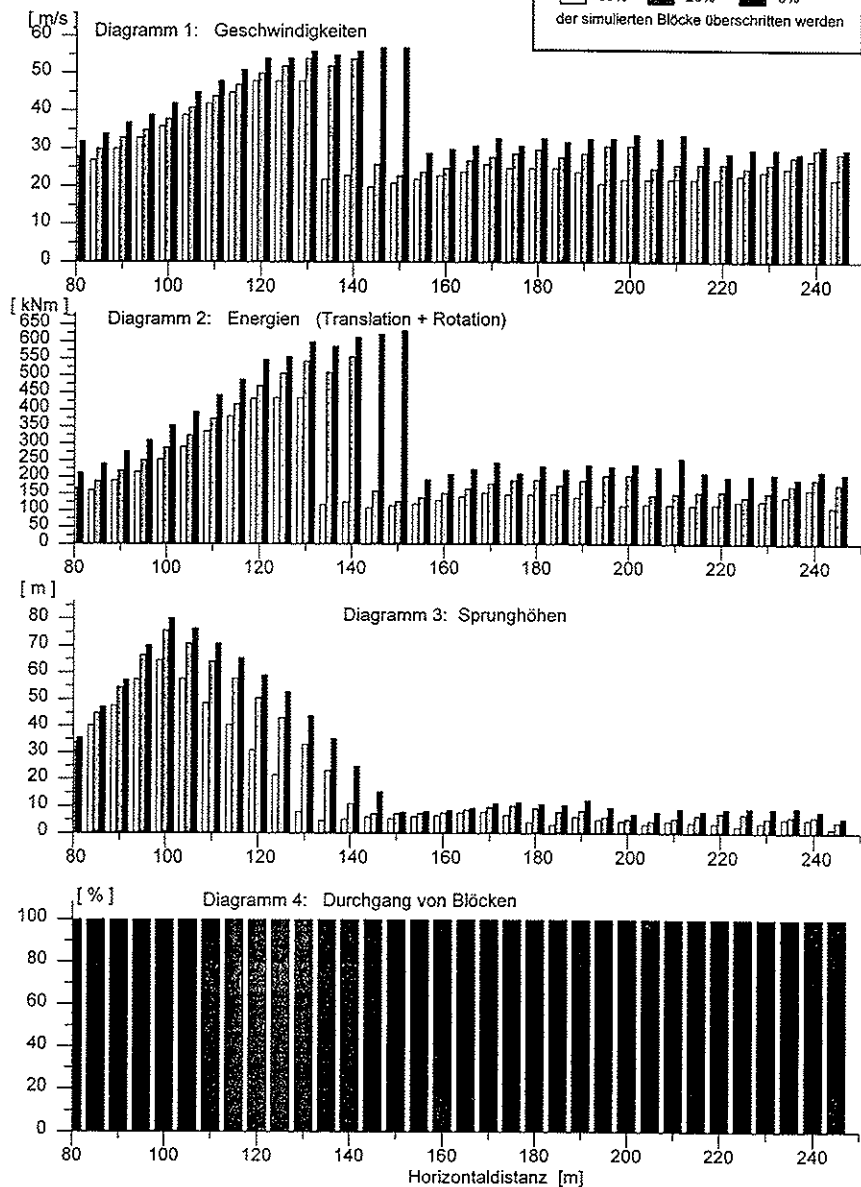 der simulierten Blöcke überschritten werden
[ m/s ]
Diagramm 1: Geschwindigkeiten
60
50
40
30
20
10
0
80 100 120 140 160 180 200 220 240
[ kNm ]
Diagramm 2: Energien (Translation + Rotation)
650
600
550
500
450
400
350
300
250
200
150
100
50
0
80 100 120 140 160 180 200 220 240
[ m ]
Diagramm 3: Sprunghöhen
80
70
60
50
40
30
20
10
0
80 100 120 140 160 180 200 220 240
[ % ]
Diagramm 4: Durchgang von Blöcken
100
80
60
40
20
0
80 100 120 140 160 180 200 220 240
Horizontaldistanz [m]